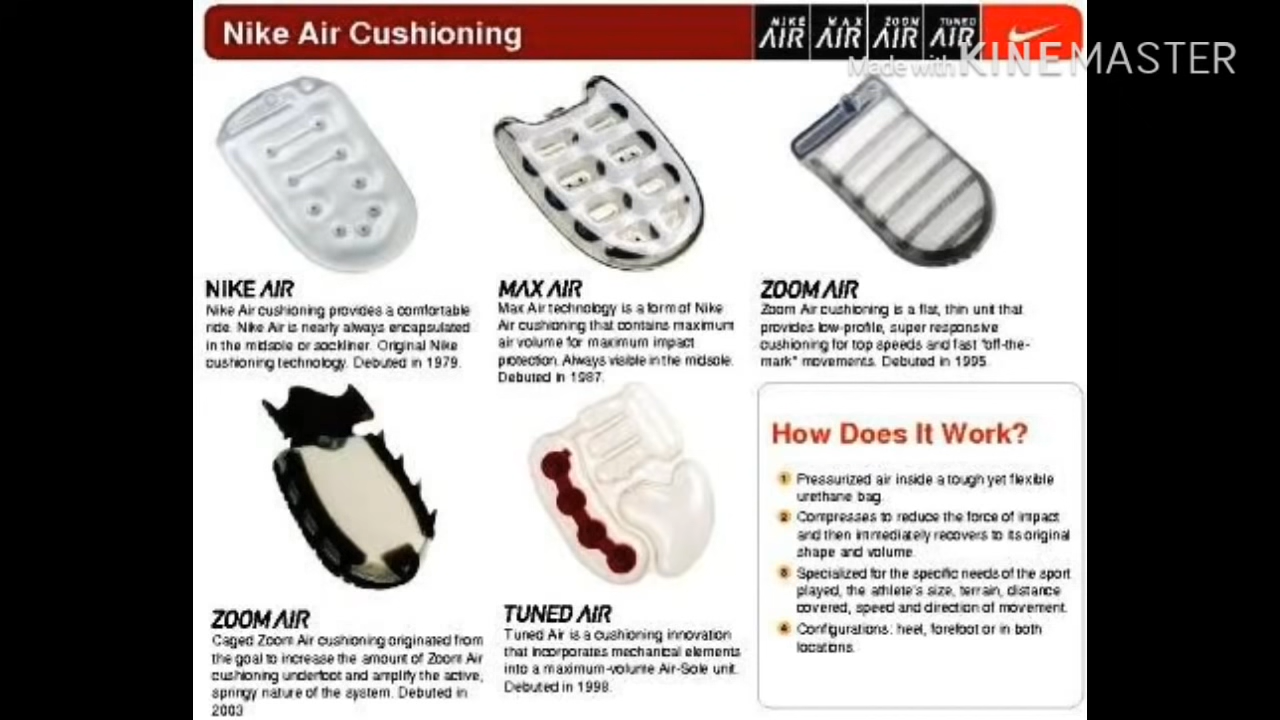 Nike Air Cushioning
NIKE AIR
MAX AIR
ZOOM AIR
TUNED AIR
Made with KINEMASTER
NIKE AIR
Nike Air cushioning provides a comfortable
ride. Nike Air is nearly always encapsulated
in the midsole or sockliner. Original Nike
cushioning technology. Debuted in 1979.
MAX AIR
Max Air technology is a form of Nike
Air cushioning that contains maximum
air volume for maximum impact
protection. Always visible in the midsole.
Debuted in 1987.
ZOOM AIR
Zoom Air cushioning is a flat, thin unit that
provides low-profile, super responsive
cushioning for top speeds and fast "off-the-
mark" movements. Debuted in 1995.
ZOOM AIR
Caged Zoom Air cushioning originated from
the goal to increase the amount of Zoom Air
cushioning underfoot and amplify the active,
springy nature of the system. Debuted in
2003
TUNED AIR
Tuned Air is a cushioning innovation
that incorporates mechanical elements
into a maximum-volume Air-Sole unit.
Debuted in 1998.
How Does It Work?
1 Pressurized air inside a tough yet flexible
urethane bag.
2 Compresses to reduce the force of impact
and then immediately recovers to its original
shape and volume.
3 Specialized for the specific needs of the sport
played, the athlete's size, terrain, distance
covered, speed and direction of movement.
4 Configurations: heel, forefoot or in both
locations.